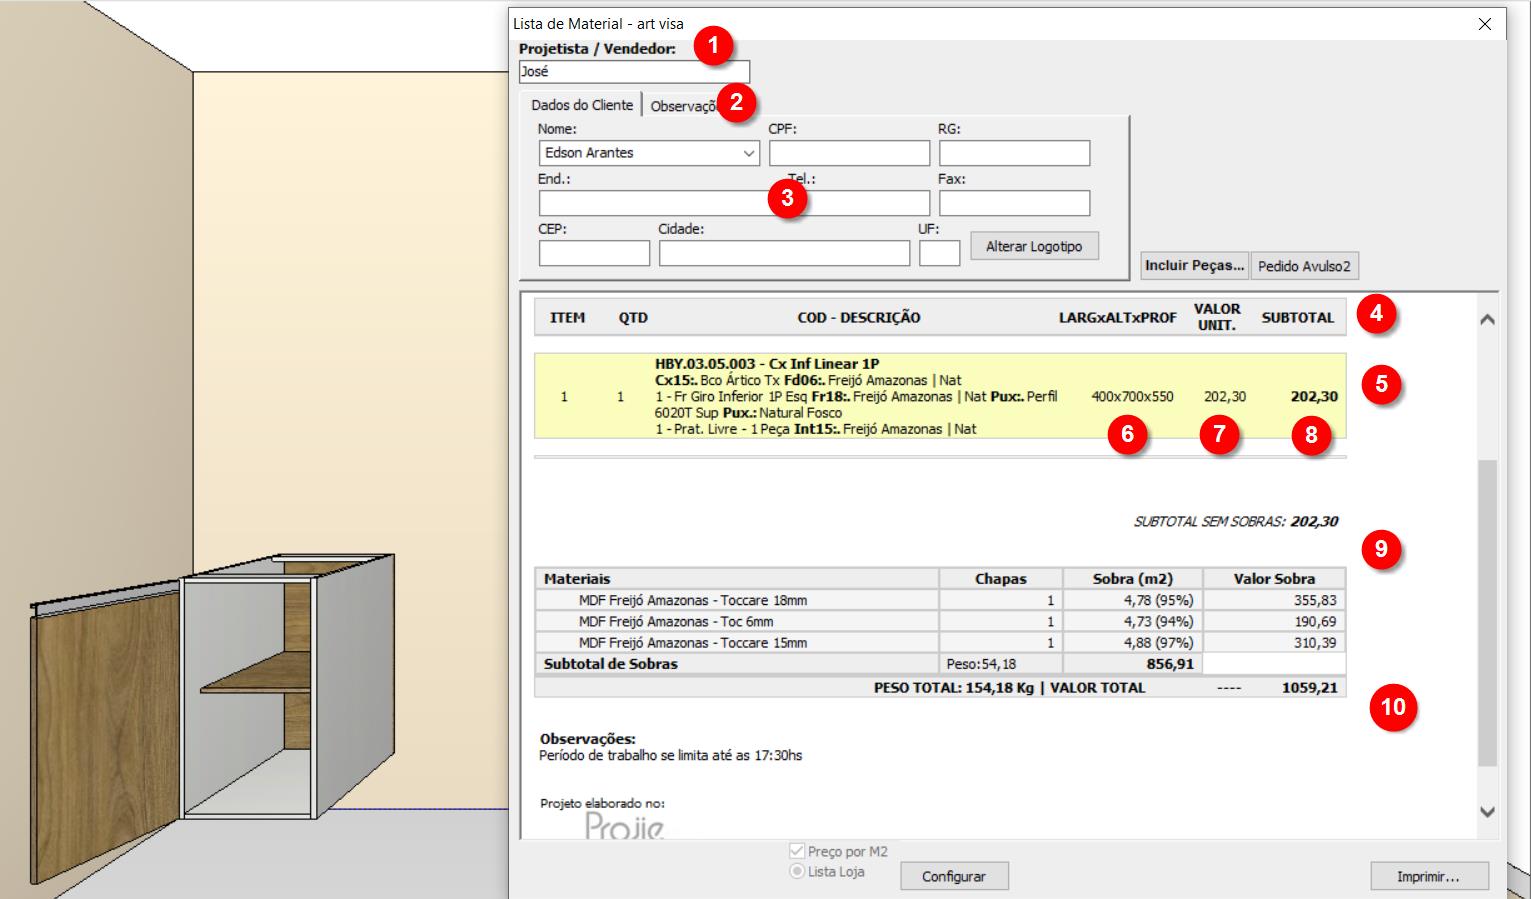 Lista de Material - art visa
Projetista / Vendedor:
1
José
Dados do Cliente
Observaçõ
2
Nome:
CPF:
RG:
Edson Arantes
End.:
Tel.:
Fax:
3
CEP:
Cidade:
UF:
Alterar Logotipo
Incluir Peças...
Pedido Avulso2
ITEM QTD COD - DESCRIÇÃO LARGxALTxPROF VALOR UNIT. SUBTOTAL
4
HBY.03.05.003 - Cx Inf Linear 1P
Cx15:. Bco Ártico Tx Fd06:. Freijó Amazonas | Nat
1 1 1 - Fr Giro Inferior 1P Esq Fr18:. Freijó Amazonas | Nat Pux:. Perfil 400x700x550 202,30 202,30
5
6020T Sup Pux.: Natural Fosco
1 - Prat. Livre - 1 Peça Int15:. Freijó Amazonas | Nat
6
7
8
SUBTOTAL SEM SOBRAS: 202,30
9
Materiais Chapas Sobra (m2) Valor Sobra
MDF Freijó Amazonas - Toccare 18mm 1 4,78 (95%) 355,83
MDF Freijó Amazonas - Toc 6mm 1 4,73 (94%) 190,69
MDF Freijó Amazonas - Toccare 15mm 1 4,88 (97%) 310,39
Subtotal de Sobras Peso:54,18 856,91
PESO TOTAL: 154,18 Kg | VALOR TOTAL ---- 1059,21
10
Observações:
Período de trabalho se limita até as 17:30hs
Projeto elaborado no:
Projie
Preço por M2
Lista Loja
Configurar
Imprimir...